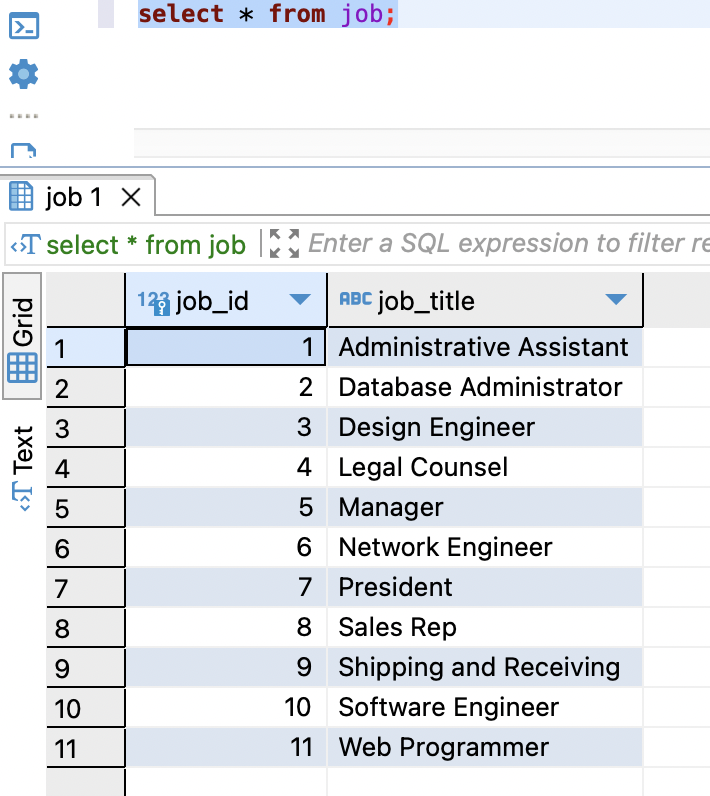 select * from job;
job 1
select * from job Enter a SQL expression to filter re
Grid
Text
123 job_id ABC job_title
1 1 Administrative Assistant
2 2 Database Administrator
3 3 Design Engineer
4 4 Legal Counsel
5 5 Manager
6 6 Network Engineer
7 7 President
8 8 Sales Rep
9 9 Shipping and Receiving
10 10 Software Engineer
11 11 Web Programmer